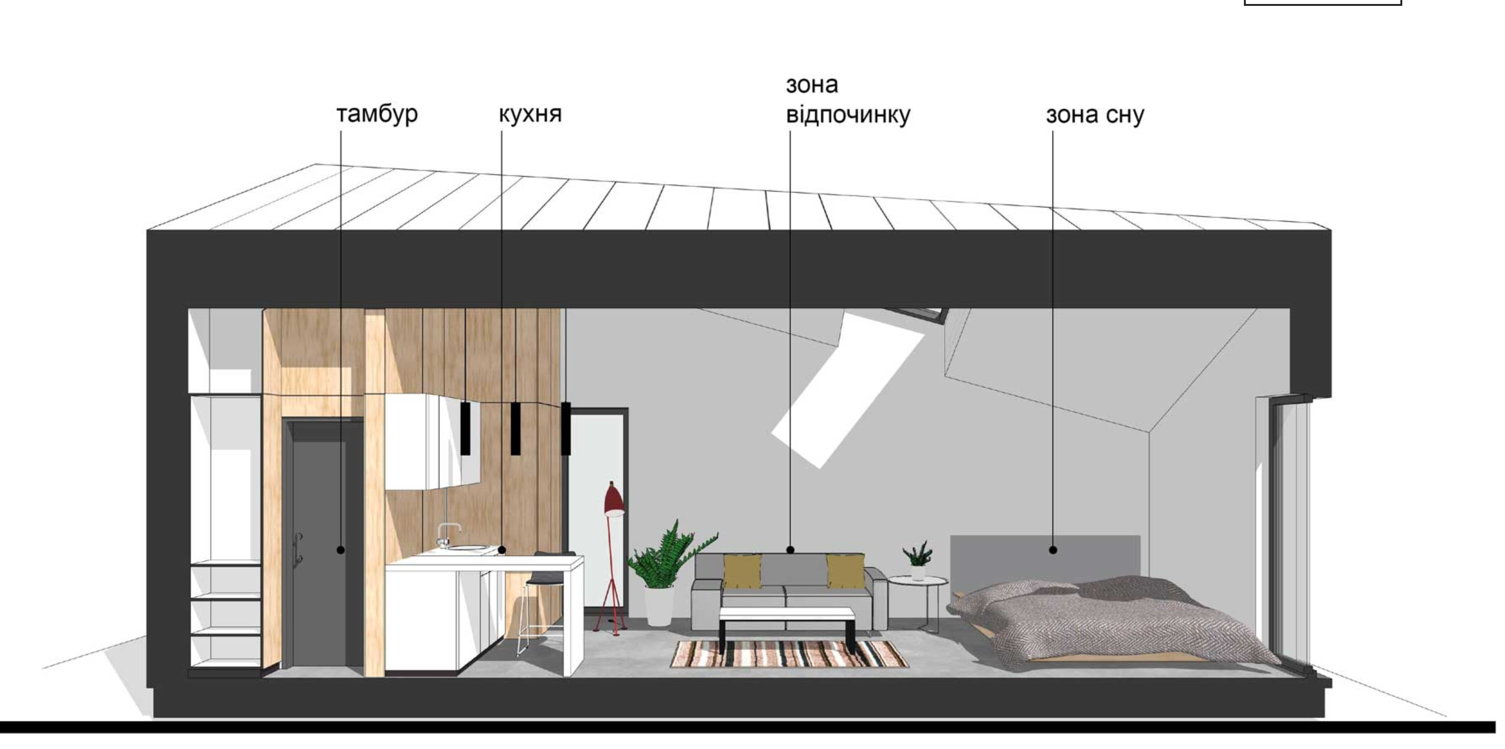 тамбур
кухня
зона
відпочинку
зона сну